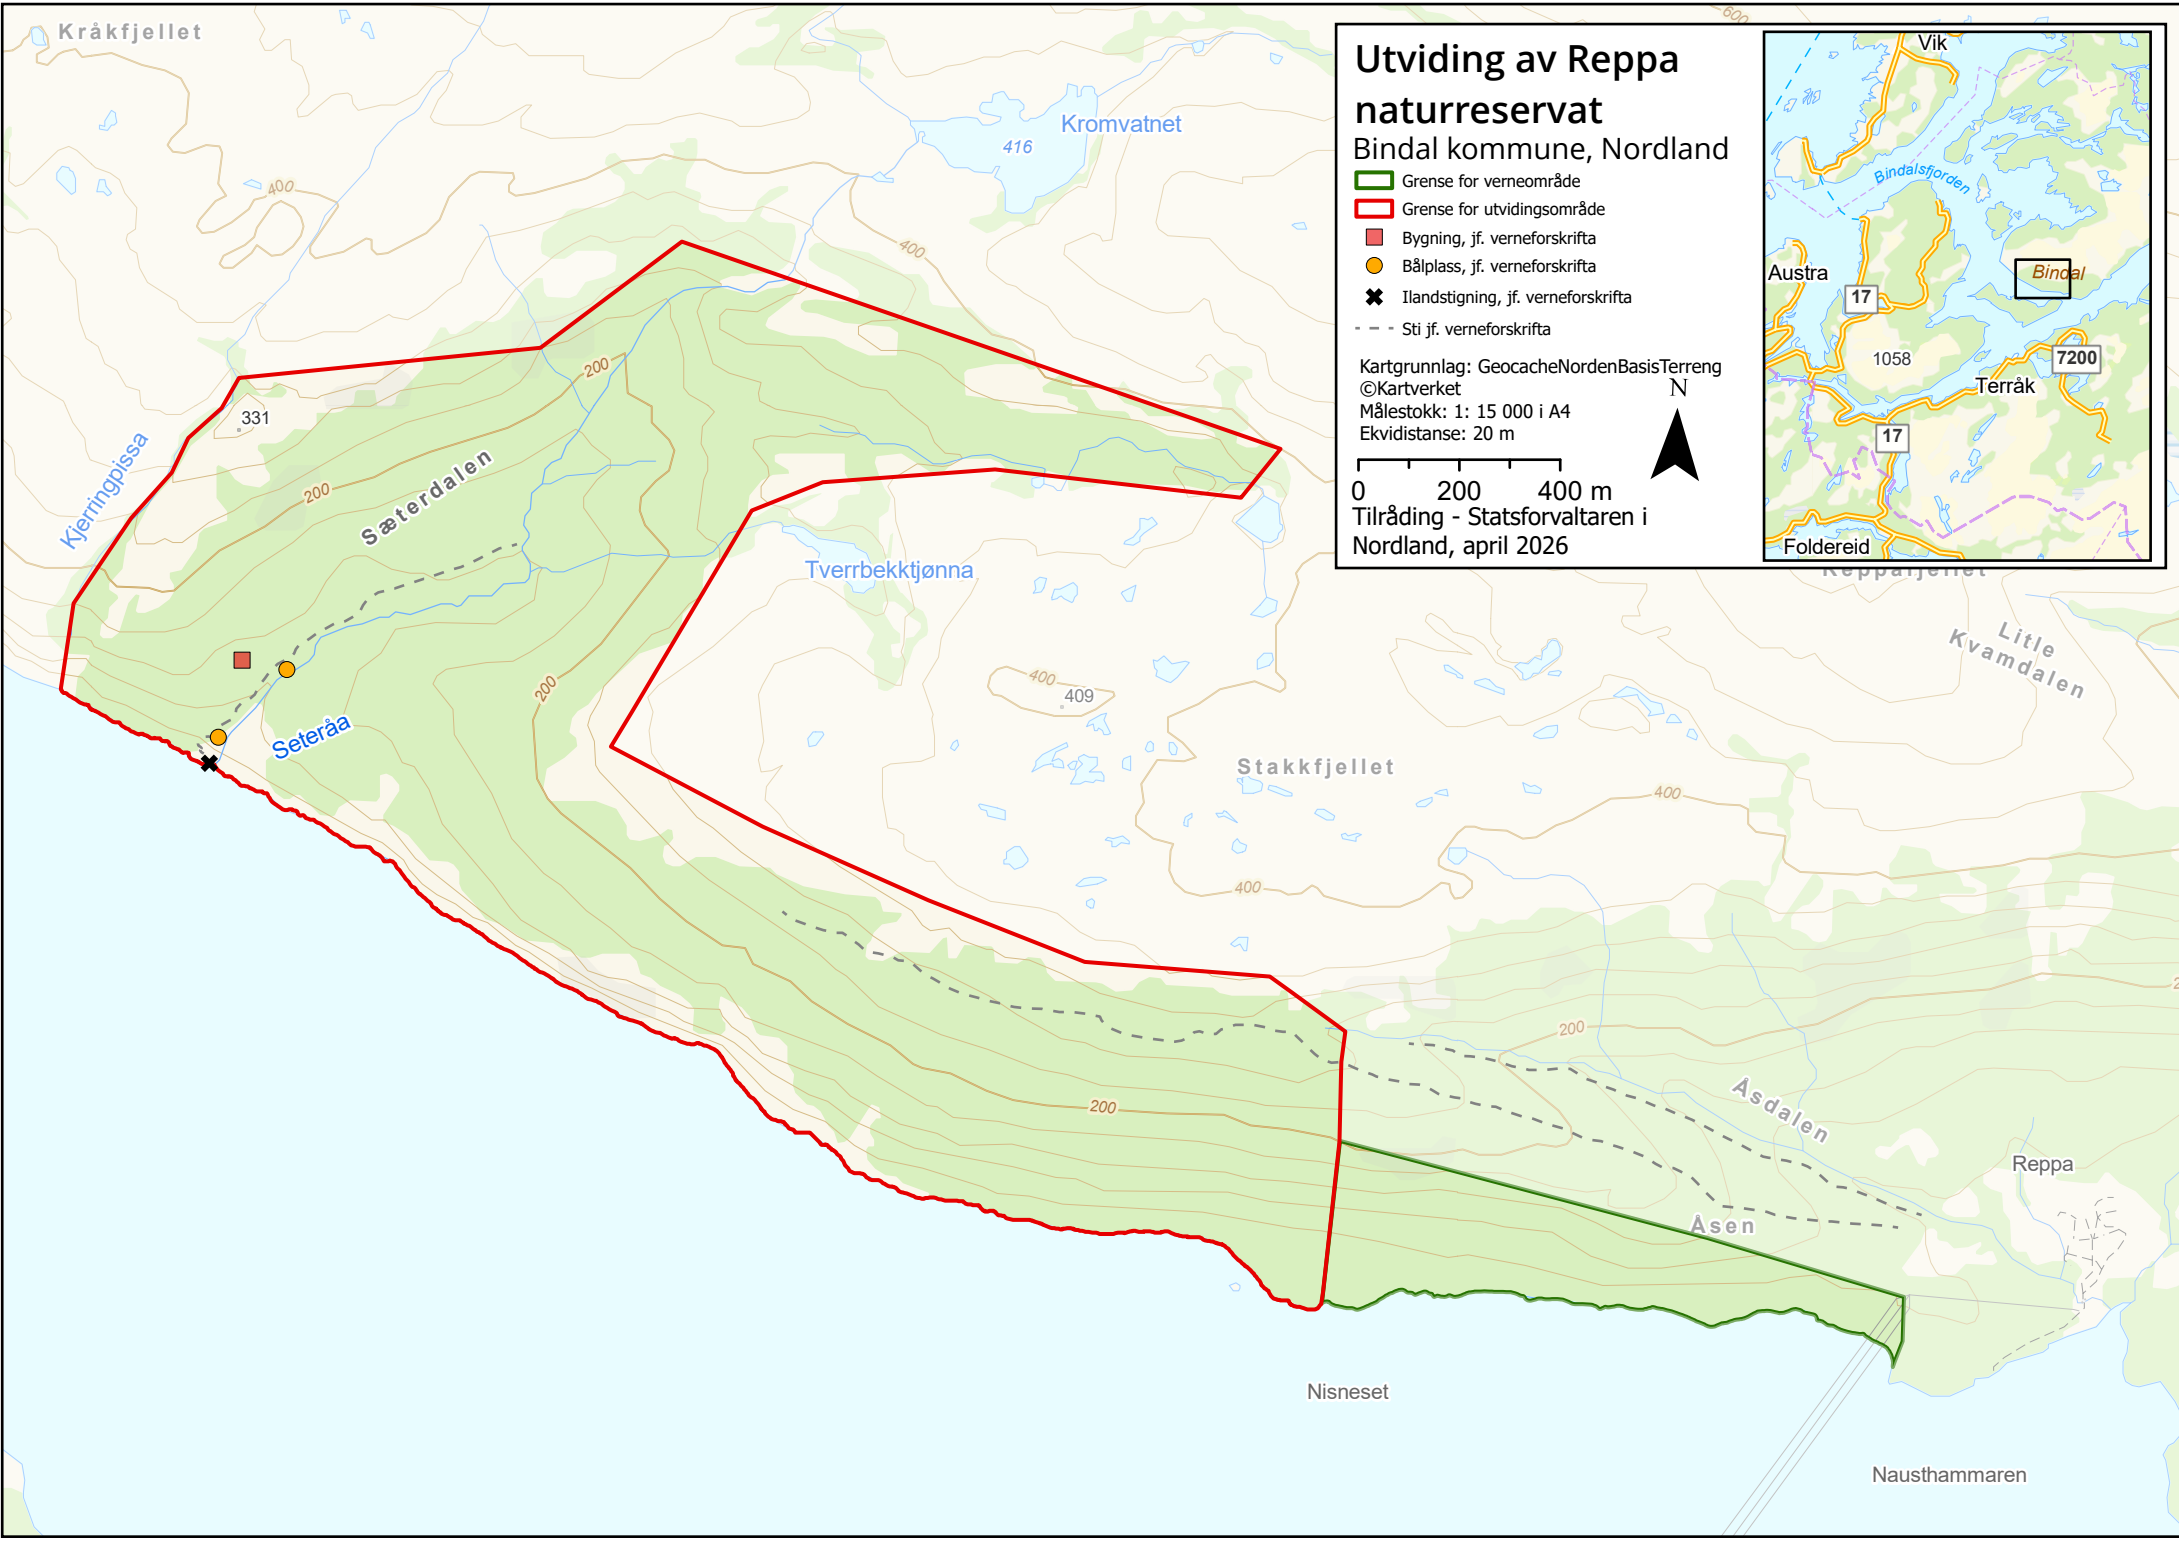 Kråkfjellet
600
Utviding av Reppa
naturreservat
Bindal kommune, Nordland
Grense for verneområde
Grense for utvidingsområde
Bygning, jf. verneforskrifta
Bålplass, jf. verneforskrifta
Ilandstigning, jf. verneforskrifta
Sti jf. verneforskrifta
Kartgrunnlag: GeocacheNordenBasisTerreng
©Kartverket
Målestokk: 1: 15 000 i A4
Ekvidistanse: 20 m
N
0 200 400 m
Tilråding - Statsforvaltaren i
Nordland, april 2026
Vik
Bindalsfjorden
Austra
Bindal
17
1058
7200
Terråk
17
Foldereid
Kromvatnet
416
400
400
200
331
Kjerringpissa
Sæterdalen
200
Tverrbekktjønna
Reppafjellet
Litle
Kvamdalen
400
409
200
Seteråa
Stakkfjellet
400
400
200
200
Åsdalen
Reppa
Åsen
Nisneset
Nausthammaren